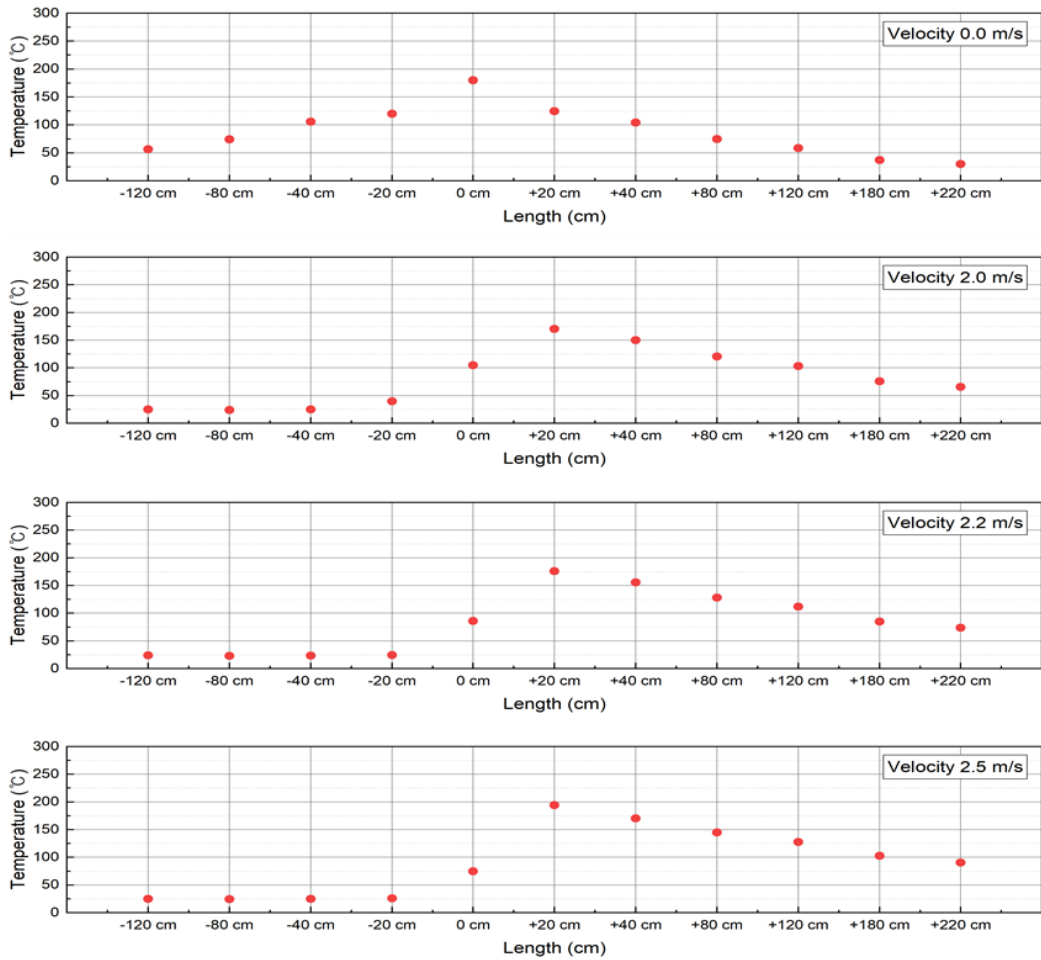 Velocity 0.0 m/s
Temperature (℃)
300
250
200
150
100
50
0
-120 cm -80 cm -40 cm -20 cm 0 cm +20 cm +40 cm +80 cm +120 cm +180 cm +220 cm
Length (cm)
Velocity 2.0 m/s
Temperature (℃)
300
250
200
150
100
50
0
-120 cm -80 cm -40 cm -20 cm 0 cm +20 cm +40 cm +80 cm +120 cm +180 cm +220 cm
Length (cm)
Velocity 2.2 m/s
Temperature (℃)
300
250
200
150
100
50
0
-120 cm -80 cm -40 cm -20 cm 0 cm +20 cm +40 cm +80 cm +120 cm +180 cm +220 cm
Length (cm)
Velocity 2.5 m/s
Temperature (℃)
300
250
200
150
100
50
0
-120 cm -80 cm -40 cm -20 cm 0 cm +20 cm +40 cm +80 cm +120 cm +180 cm +220 cm
Length (cm)